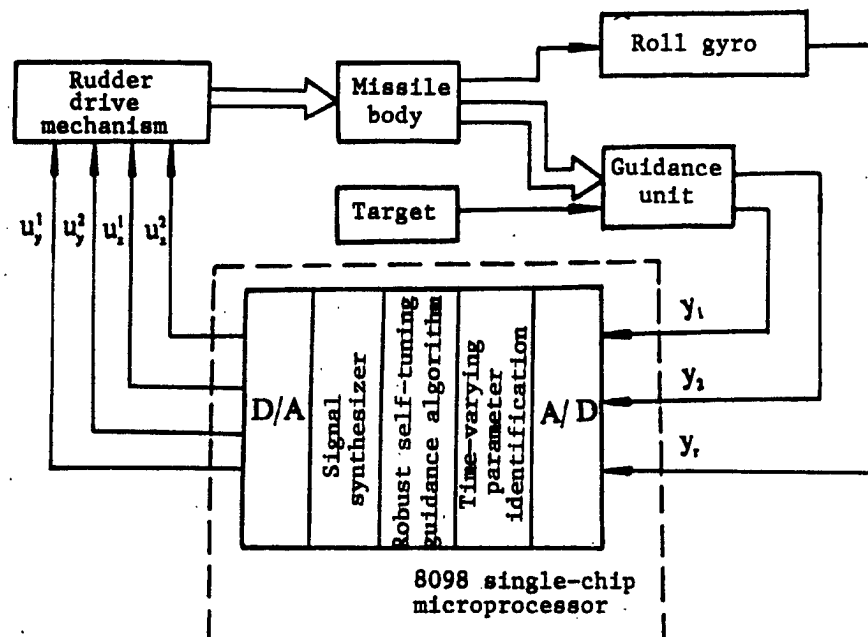 Roll gyro
Rudder
drive
mechanism
Missile
body
Guidance
unit
Target
u_y^1 u_y^2 u_z^1 u_z^2
y_1
y_2
y_r
D/A
Signal
synthesizer
Robust self-tuning
guidance algorithm
Time-varying
parameter
identification
A/D
8098 single-chip
microprocessor